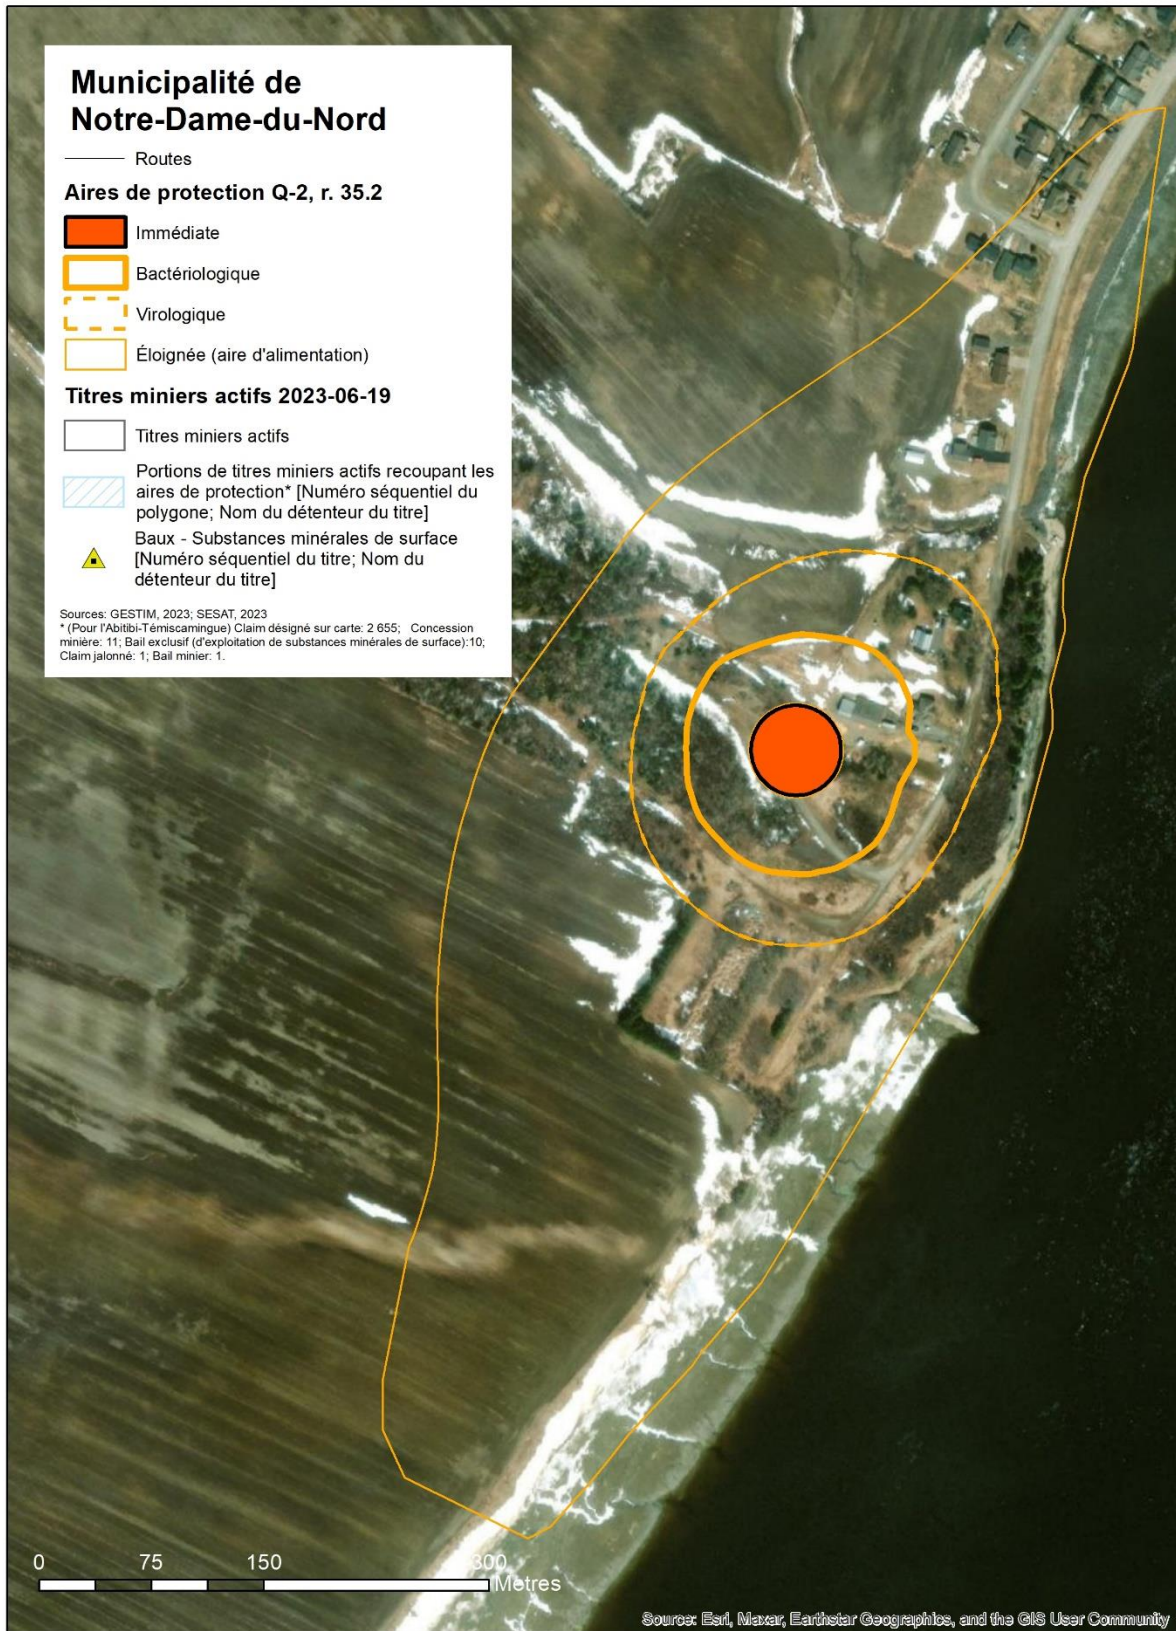 Municipalité de
Notre-Dame-du-Nord
Routes
Aires de protection Q-2, r. 35.2
Immédiate
Bactériologique
Virologique
Éloignée (aire d'alimentation)
Titres miniers actifs 2023-06-19
Titres miniers actifs
Portions de titres miniers actifs recoupant les
aires de protection* [Numéro séquentiel du
polygone; Nom du détenteur du titre]
Baux - Substances minérales de surface
[Numéro séquentiel du titre; Nom du
détenteur du titre]
Sources: GESTIM, 2023; SESAT, 2023
* (Pour l'Abitibi-Témiscamingue) Claim désigné sur carte: 2 655; Concession
minière: 11; Bail exclusif (d'exploitation de substances minérales de surface):10;
Claim jalonné: 1; Bail minier: 1.
0 75 150 300
Metres
Source: Esri, Maxar, Earthstar Geographics, and the GIS User Community